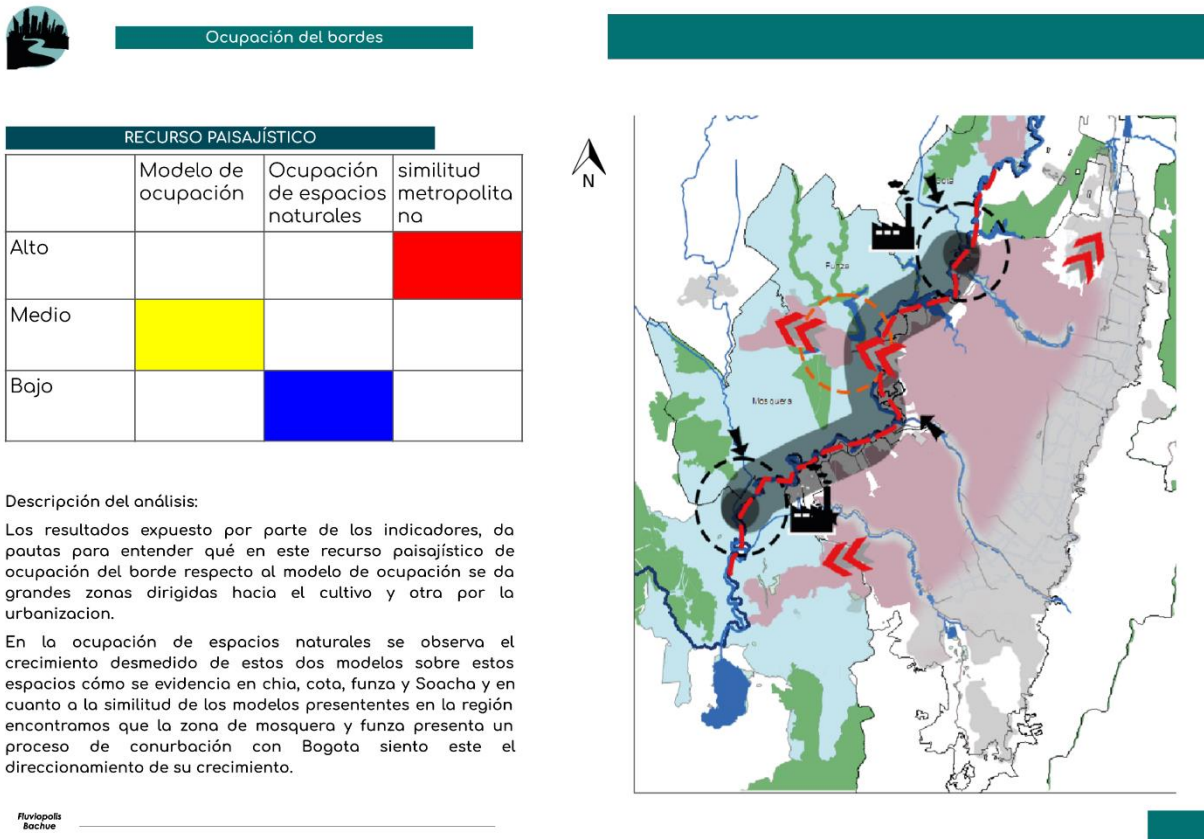 Ocupación del bordes
RECURSO PAISAJÍSTICO
Modelo de
ocupación
Ocupación
de espacios
naturales
similitud
metropolita
na
Alto
Medio
Bajo
Descripción del análisis:
Los resultados expuesto por parte de los indicadores, da
pautas para entender qué en este recurso paisajístico de
ocupación del borde respecto al modelo de ocupación se da
grandes zonas dirigidas hacia el cultivo y otra por la
urbanizacion.
En la ocupación de espacios naturales se observa el
crecimiento desmedido de estos dos modelos sobre estos
espacios cómo se evidencia en chia, cota, funza y Soacha y en
cuanto a la similitud de los modelos presententes en la región
encontramos que la zona de mosquera y funza presenta un
proceso de conurbación con Bogota siento este el
direccionamiento de su crecimiento.
Fluviopolis
Bachue
N
Funza
Mosquera